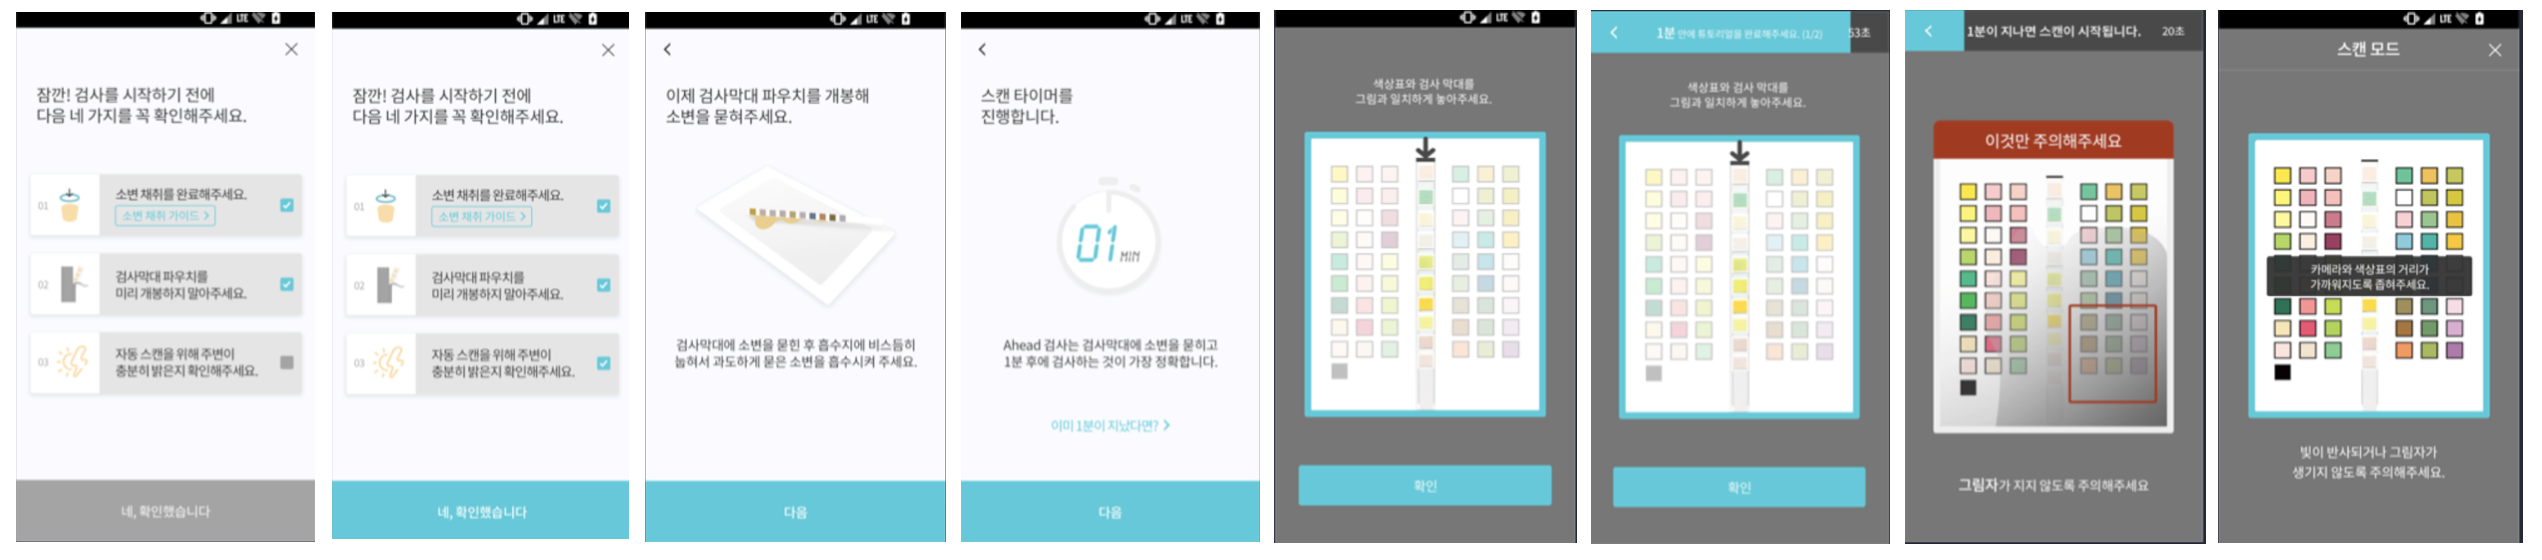 LTE
잠깐! 검사를 시작하기 전에
다음 네 가지를 꼭 확인해주세요.
01
소변 채취를 완료해주세요.
소변 채취 가이드 >
02
검사막대 파우치를
미리 개봉하지 말아주세요.
03
자동 스캔을 위해 주변이
충분히 밝은지 확인해주세요.
네, 확인했습니다
LTE
잠깐! 검사를 시작하기 전에
다음 네 가지를 꼭 확인해주세요.
01
소변 채취를 완료해주세요.
소변 채취 가이드 >
02
검사막대 파우치를
미리 개봉하지 말아주세요.
03
자동 스캔을 위해 주변이
충분히 밝은지 확인해주세요.
네, 확인했습니다
LTE
이제 검사막대 파우치를 개봉해
소변을 묻혀주세요.
검사막대에 소변을 묻힌 후 흡수지에 비스듬히
눕혀서 과도하게 묻은 소변을 흡수시켜 주세요.
다음
LTE
스캔 타이머를
진행합니다.
01 MIN
Ahead 검사는 검사막대에 소변을 묻히고
1분 후에 검사하는 것이 가장 정확합니다.
이미 1분이 지났다면? >
다음
LTE
색상표와 검사 막대를
그림과 일치하게 놓아주세요.
확인
1분 안에 튜토리얼을 완료해주세요. (1/2)
53초
색상표와 검사 막대를
그림과 일치하게 놓아주세요.
확인
1분이 지나면 스캔이 시작됩니다.
20초
이것만 주의해주세요
그림자가 지지 않도록 주의해주세요
LTE
스캔 모드
카메라와 색상표의 거리가
가까워지도록 좁혀주세요.
빛이 반사되거나 그림자가
생기지 않도록 주의해주세요.